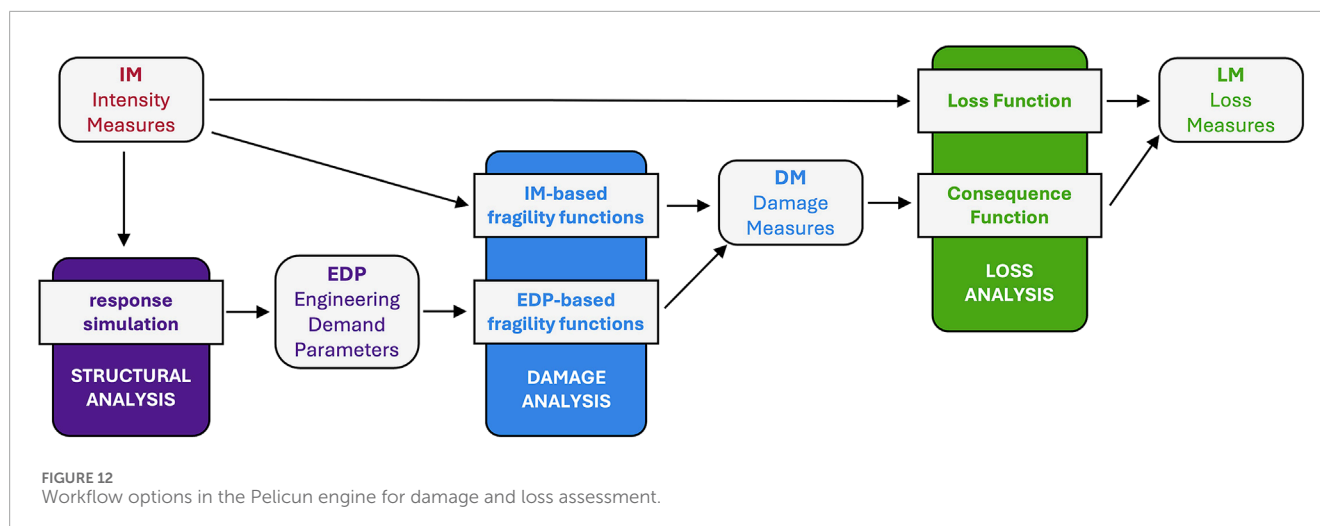 IM
Intensity
Measures
Loss Function
LM
Loss
Measures
IM-based
fragility functions
DM
Damage
Measures
Consequence
Function
response
simulation
EDP
Engineering
Demand
Parameters
EDP-based
fragility functions
LOSS
ANALYSIS
STRUCTURAL
ANALYSIS
DAMAGE
ANALYSIS
FIGURE 12
Workflow options in the Pelicun engine for damage and loss assessment.